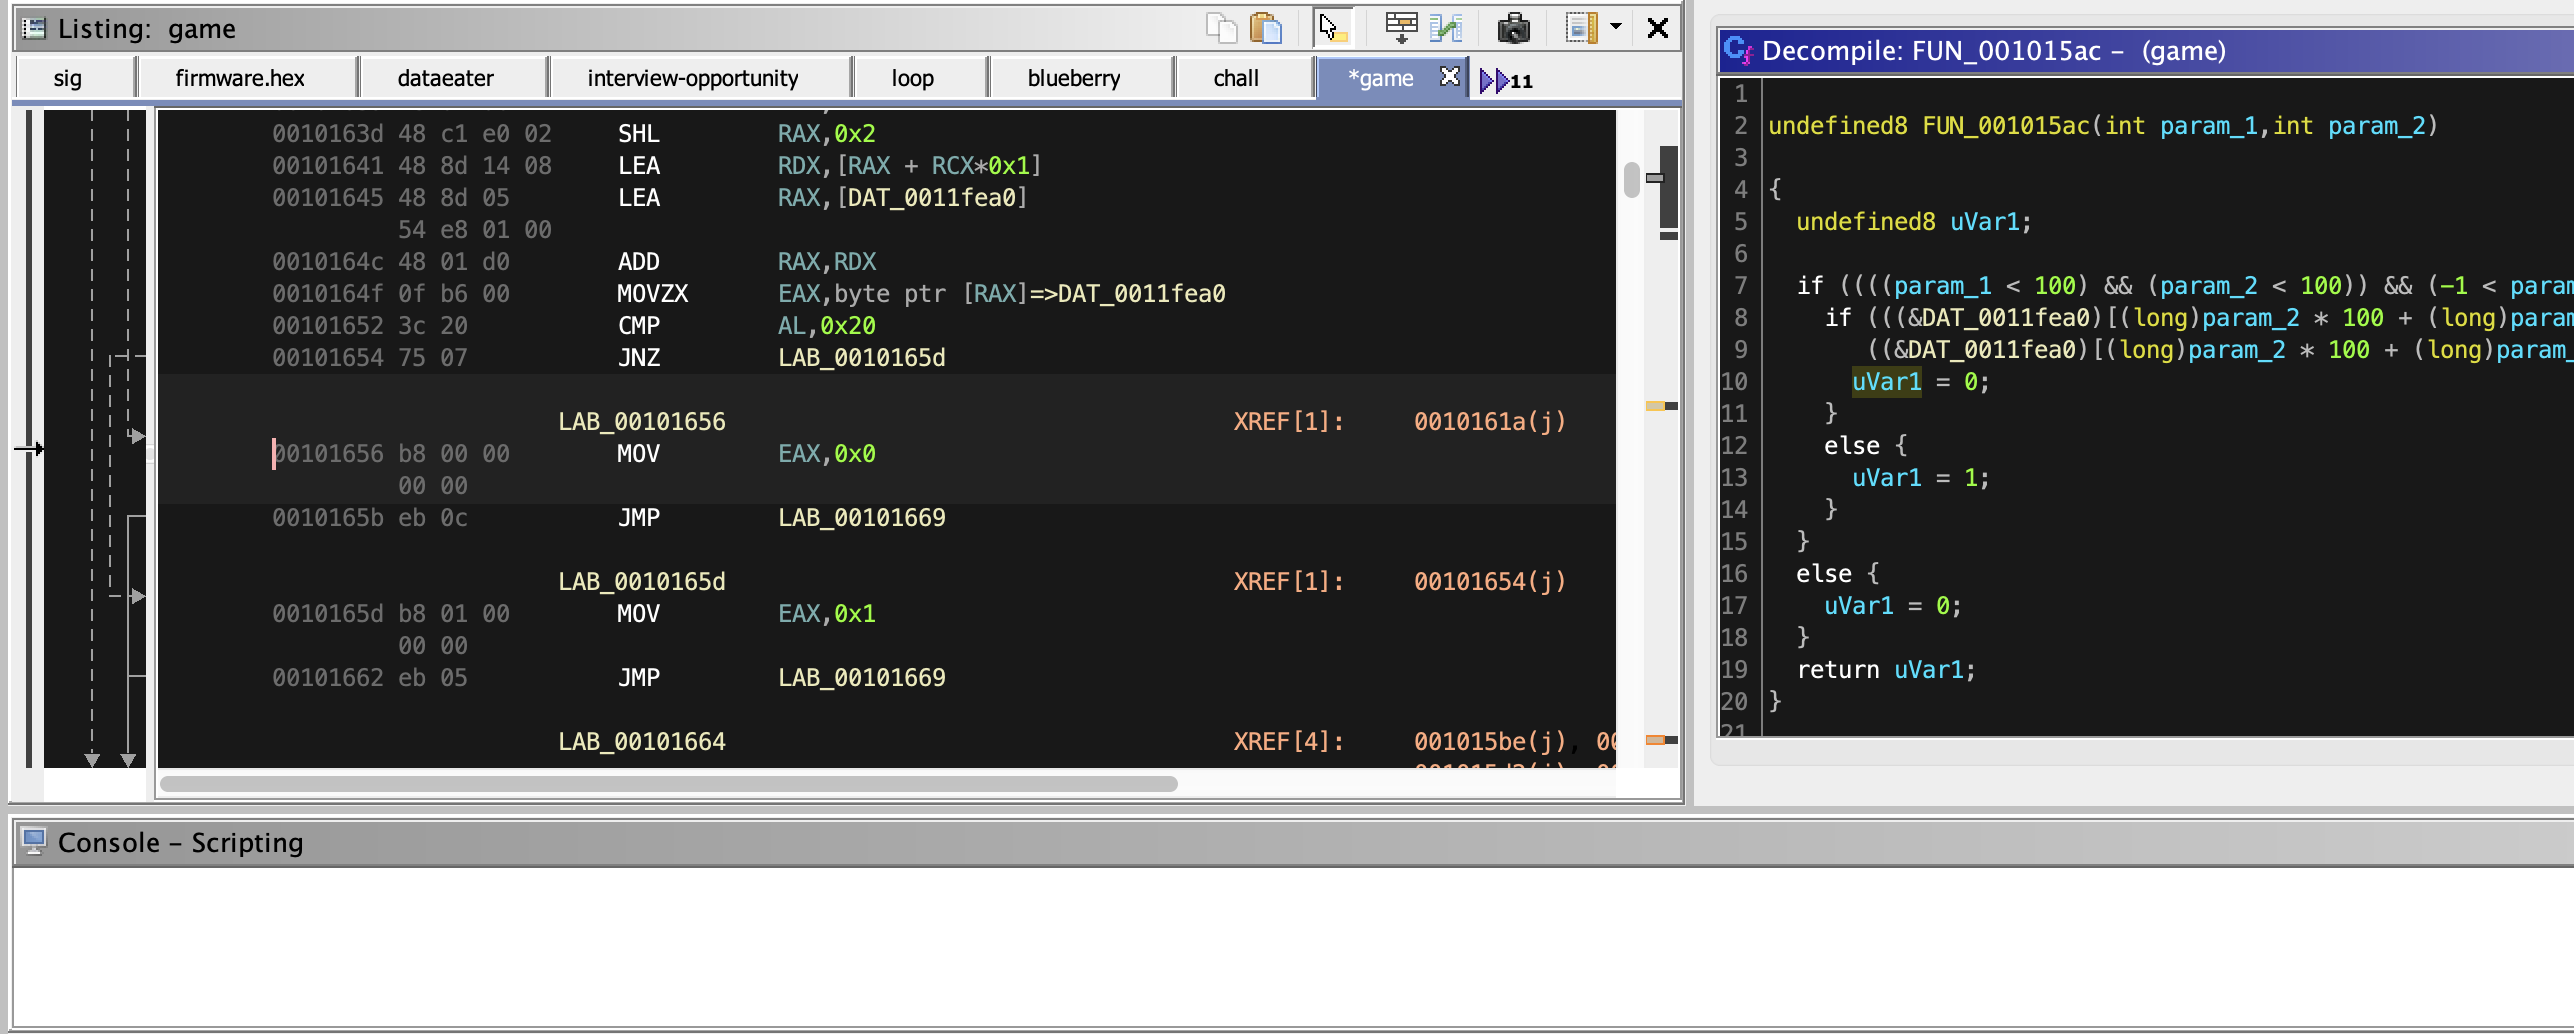 Listing: game
sig firmware.hex dataeater interview-opportunity loop blueberry chall *game 11
0010163d 48 c1 e0 02 SHL RAX,0x2
00101641 48 8d 14 08 LEA RDX,[RAX + RCX*0x1]
00101645 48 8d 05 LEA RAX,[DAT_0011fea0]
54 e8 01 00
0010164c 48 01 d0 ADD RAX,RDX
0010164f 0f b6 00 MOVZX EAX,byte ptr [RAX]=>DAT_0011fea0
00101652 3c 20 CMP AL,0x20
00101654 75 07 JNZ LAB_0010165d
LAB_00101656 XREF[1]: 0010161a(j)
00101656 b8 00 00 MOV EAX,0x0
00 00
0010165b eb 0c JMP LAB_00101669
LAB_0010165d XREF[1]: 00101654(j)
0010165d b8 01 00 MOV EAX,0x1
00 00
00101662 eb 05 JMP LAB_00101669
LAB_00101664 XREF[4]: 001015be(j), 00
Decompile: FUN_001015ac - (game)
1
2 undefined8 FUN_001015ac(int param_1,int param_2)
3
4 {
5 undefined8 uVar1;
6
7 if ((((param_1 < 100) && (param_2 < 100)) && (-1 < param
8 if (((&DAT_0011fea0)[(long)param_2 * 100 + (long)param
9 ((&DAT_0011fea0)[(long)param_2 * 100 + (long)param_
10 uVar1 = 0;
11 }
12 else {
13 uVar1 = 1;
14 }
15 }
16 else {
17 uVar1 = 0;
18 }
19 return uVar1;
20 }
21
Console - Scripting